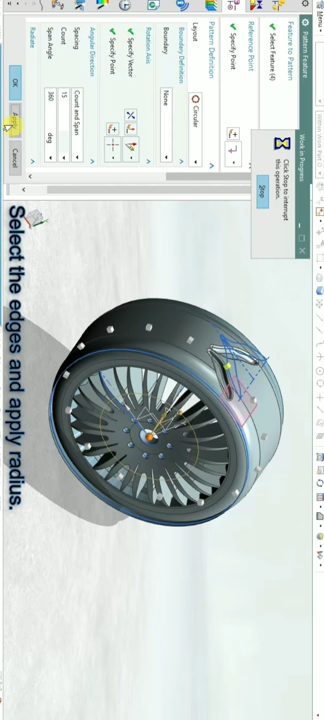 Menu
Pattern Feature
Feature to Pattern
Select Feature (4)
Reference Point
Specify Point
Pattern Definition
Layout
Circular
Boundary Definition
Boundary
None
Rotation Axis
Specify Vector
Specify Point
Angular Direction
Spacing
Count and Span
Count
15
Span Angle
360
deg
Radiate
OK
Apply
Cancel
Work in Progress
Click Stop to interrupt
this operation.
Stop
Select the edges and apply radius.